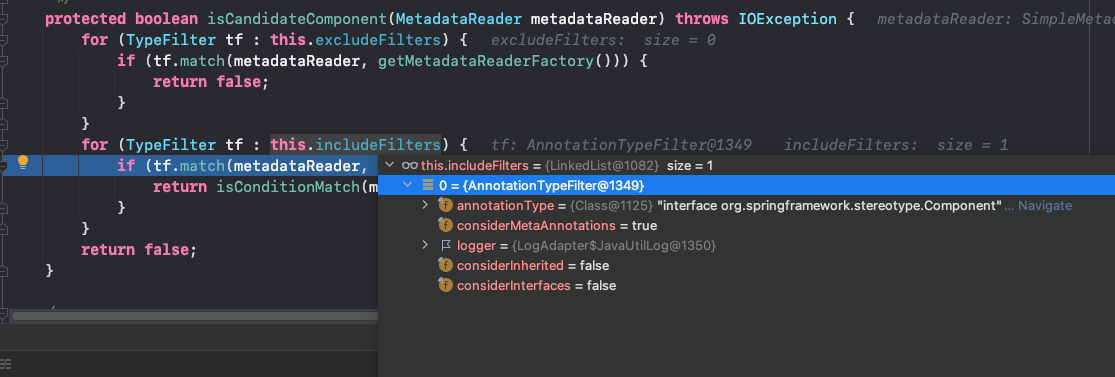 */
protected boolean isCandidateComponent(MetadataReader metadataReader) throws IOException {   metadataReader: SimpleMetad
for (TypeFilter tf : this.excludeFilters) {   excludeFilters:  size = 0
if (tf.match(metadataReader, getMetadataReaderFactory())) {
return false;
}
}
for (TypeFilter tf : this.includeFilters) {   tf: AnnotationTypeFilter@1349    includeFilters:  size = 1
if (tf.match(metadataReader,
return isConditionMatch(m
}
}
return false;
}
this.includeFilters = {LinkedList@1082}  size = 1
0 = {AnnotationTypeFilter@1349}
annotationType = {Class@1125} "interface org.springframework.stereotype.Component" ... Navigate
considerMetaAnnotations = true
logger = {LogAdapter$JavaUtilLog@1350}
considerInherited = false
considerInterfaces = false